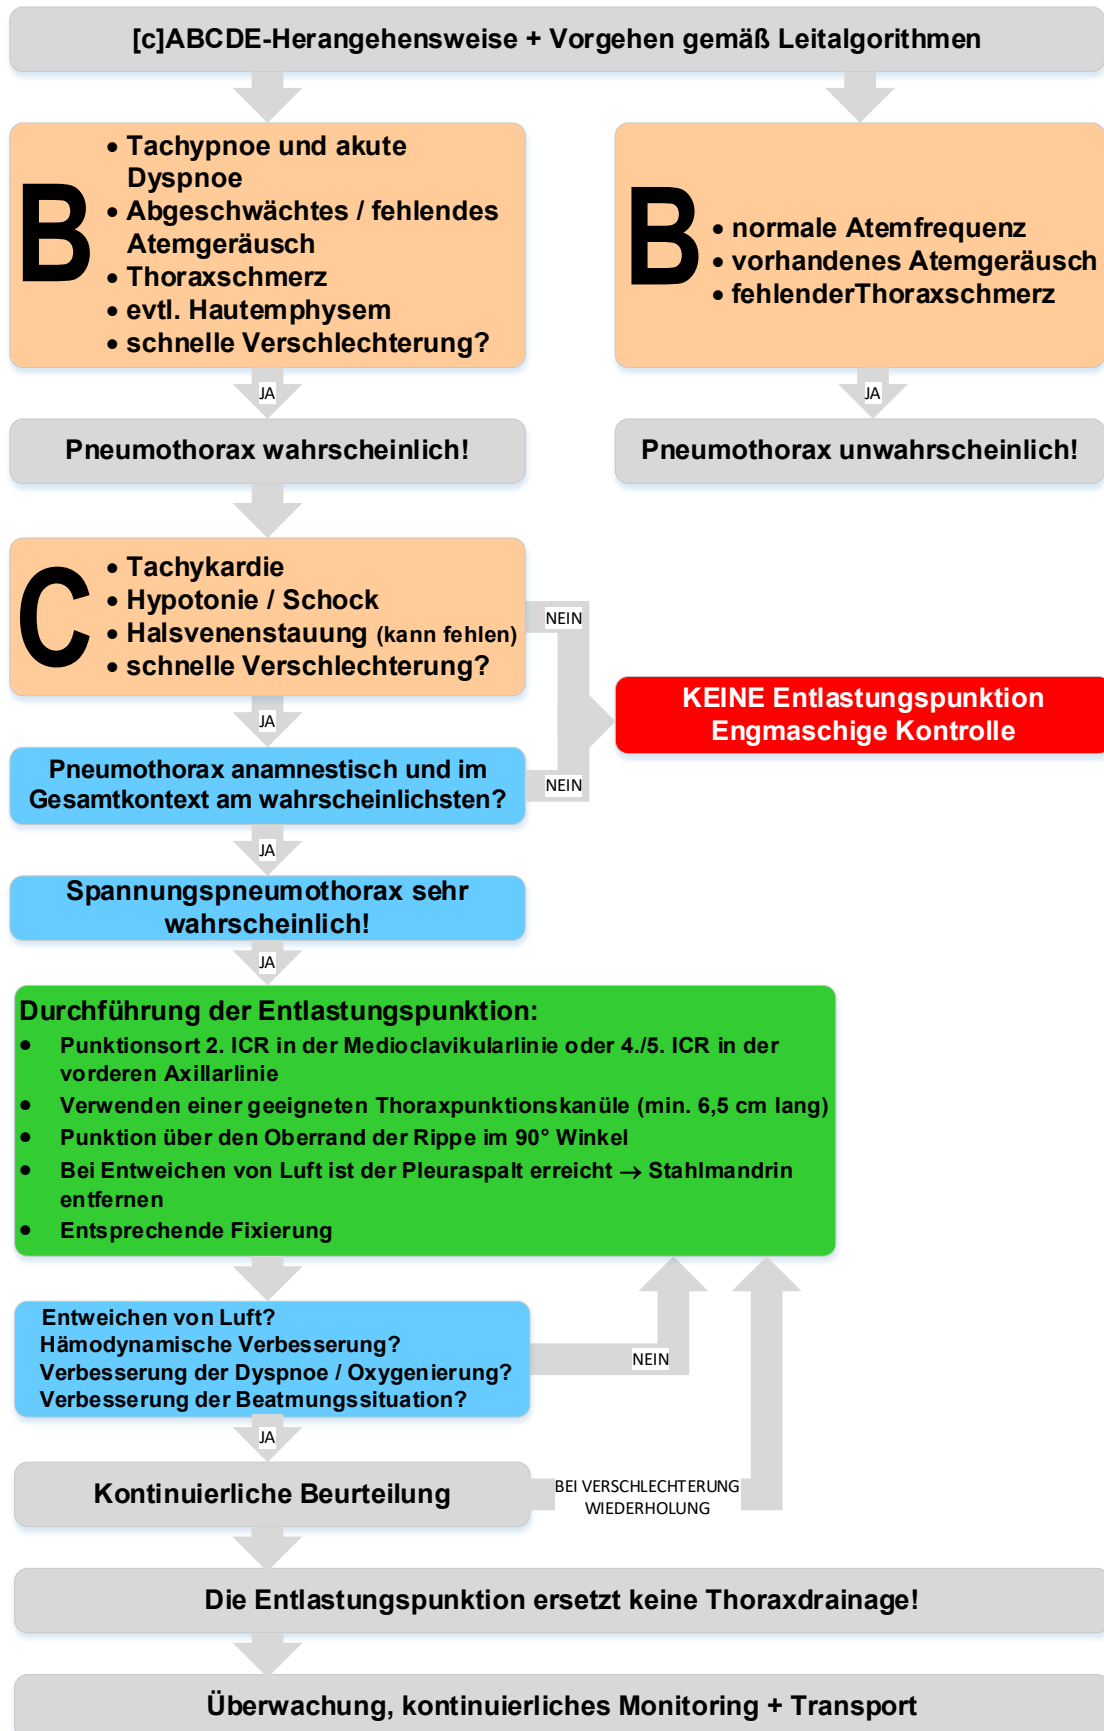 [c]ABCDE-Herangehensweise + Vorgehen gemäß Leitalgorithmen
B
• Tachypnoe und akute
Dyspnoe
• Abgeschwächtes / fehlendes
Atemgeräusch
• Thoraxschmerz
• evtl. Hautemphysem
• schnelle Verschlechterung?
B
• normale Atemfrequenz
• vorhandenes Atemgeräusch
• fehlenderThoraxschmerz
JA
JA
Pneumothorax wahrscheinlich!
Pneumothorax unwahrscheinlich!
C
• Tachykardie
• Hypotonie / Schock
• Halsvenenstauung (kann fehlen)
• schnelle Verschlechterung?
NEIN
KEINE Entlastungspunktion
Engmaschige Kontrolle
JA
Pneumothorax anamnestisch und im
Gesamtkontext am wahrscheinlichsten?
NEIN
JA
Spannungspneumothorax sehr
wahrscheinlich!
JA
Durchführung der Entlastungspunktion:
• Punktionsort 2. ICR in der Medioclavikularlinie oder 4./5. ICR in der
vorderen Axillarlinie
• Verwenden einer geeigneten Thoraxpunktionskanüle (min. 6,5 cm lang)
• Punktion über den Oberrand der Rippe im 90° Winkel
• Bei Entweichen von Luft ist der Pleuraspalt erreicht → Stahlmandrin
entfernen
• Entsprechende Fixierung
Entweichen von Luft?
Hämodynamische Verbesserung?
Verbesserung der Dyspnoe / Oxygenierung?
Verbesserung der Beatmungssituation?
NEIN
JA
Kontinuierliche Beurteilung
BEI VERSCHLECHTERUNG
WIEDERHOLUNG
Die Entlastungspunktion ersetzt keine Thoraxdrainage!
Überwachung, kontinuierliches Monitoring + Transport